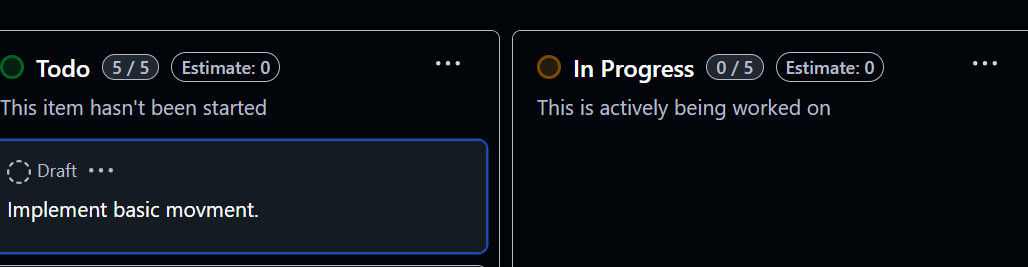 Todo 5 / 5 Estimate: 0
This item hasn't been started
Draft
Implement basic movment.
In Progress 0 / 5 Estimate: 0
This is actively being worked on